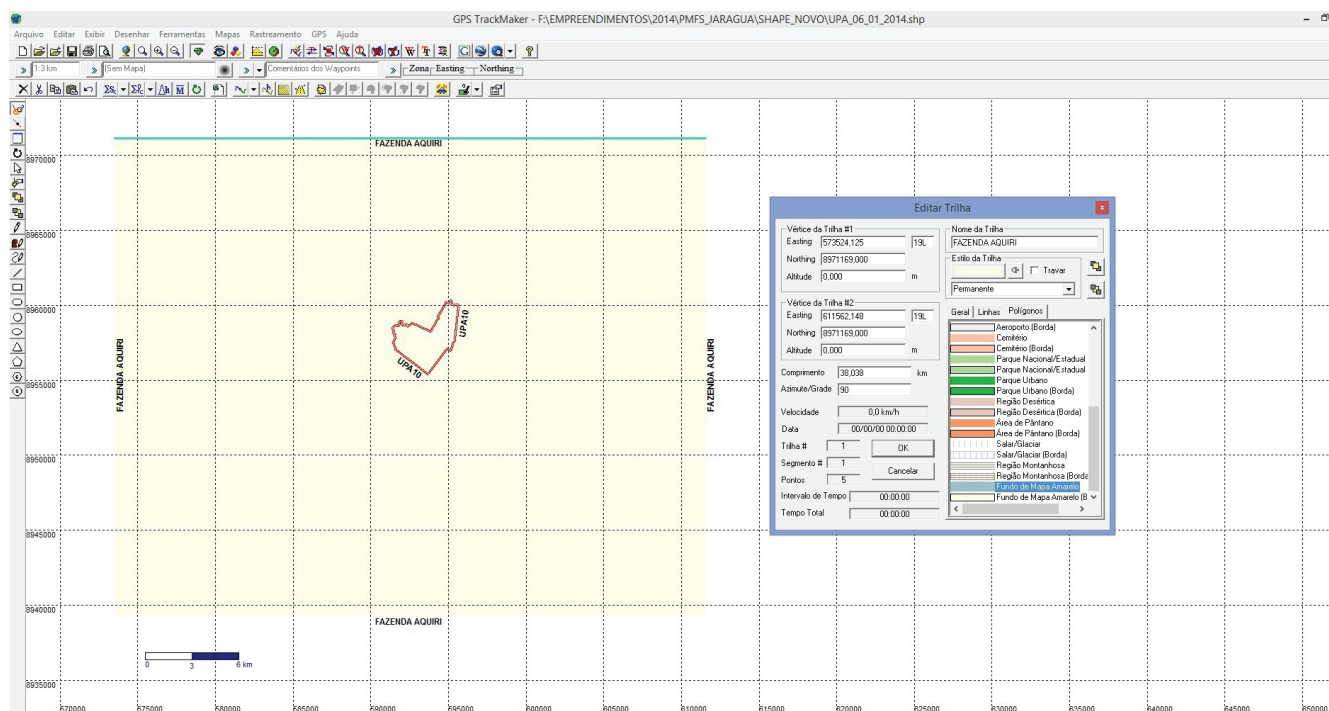 GPS TrackMaker - F:\EMPREENDIMENTOS\2014\PMFS_JARAGUA\SHAPE_NOVO\UPA_06_01_2014.shp
Arquivo Editar Exibir Desenhar Ferramentas Mapas Rastreamento GPS Ajuda
1:3 km (Sem Mapa) Comentários dos Waypoints Zona Easting Northing
FAZENDA AQUIRI
8970000
8965000
8960000
8955000
8950000
8945000
8940000
8935000
UPA10
UPA10
FAZENDA AQUIRI
FAZENDA AQUIRI
FAZENDA AQUIRI
0 3 6 km
570000 575000 580000 585000 590000 595000 600000 605000 610000 615000 620000 625000 630000 635000 640000 645000 650000
Editar Trilha
Vértice da Trilha #1
Easting 573524,125 19L
Northing 8971169,000
Altitude 0,000 m
Vértice da Trilha #2
Easting 611562,148 19L
Northing 8971169,000
Altitude 0,000 m
Comprimento 38,038 km
Azimute/Grade 90
Velocidade 0,0 km/h
Data 00/00/00 00:00:00
Trilha # 1
Segmento # 1
Pontos 5
OK
Cancelar
Intervalo de Tempo 00:00:00
Tempo Total 00:00:00
Nome da Trilha
FAZENDA AQUIRI
Estilo da Trilha
Travar
Permanente
Geral Linhas Polígonos
Aeroporto (Borda)
Cemitério
Cemitério (Borda)
Parque Nacional/Estadual
Parque Nacional/Estadual
Parque Urbano
Parque Urbano (Borda)
Região Desértica
Região Desértica (Borda)
Área de Pântano
Área de Pântano (Borda)
Salar/Glaciar
Salar/Glaciar (Borda)
Região Montanhosa
Região Montanhosa (Borda
Fundo de Mapa Amarelo
Fundo de Mapa Amarelo (B